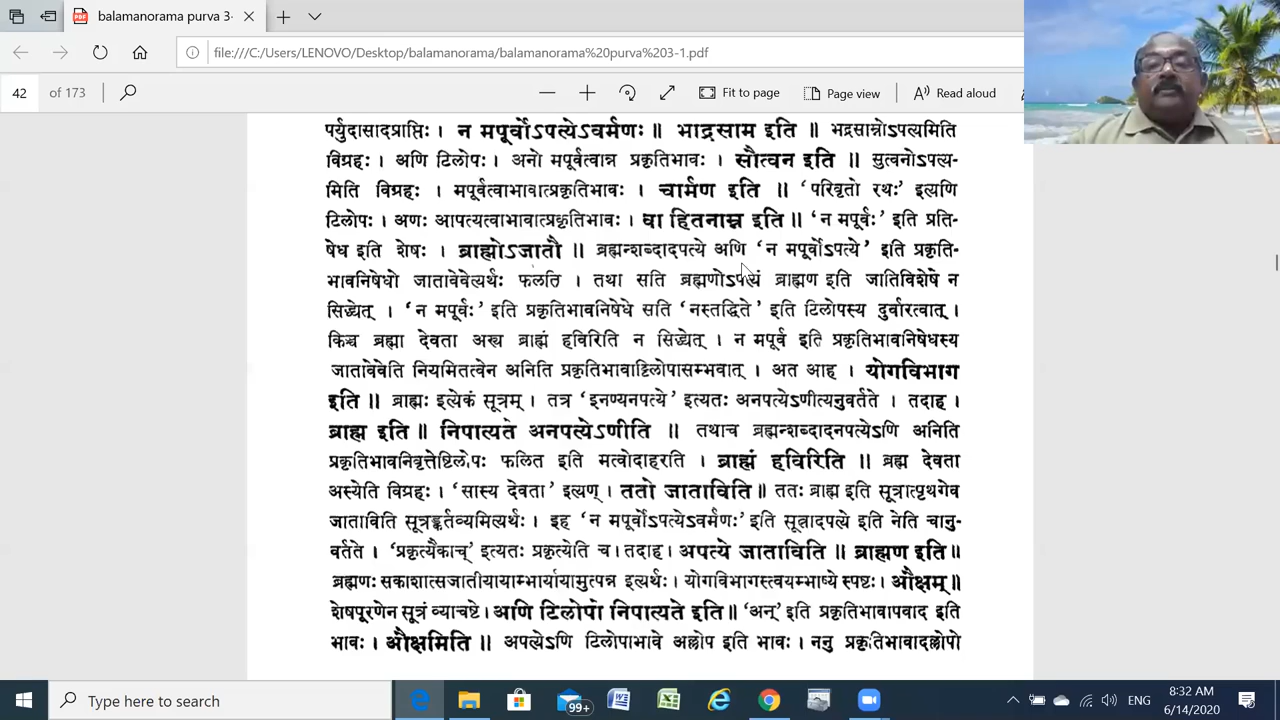 balamanorama purva 3-
file:///C:/Users/LENOVO/Desktop/balamanorama/balamanorama%20purva%203-1.pdf
42 of 173
Fit to page
Page view
Read aloud
पर्युदासादप्राप्तिः । न मपूर्वोऽपत्येऽवर्मणः ॥ भाद्रसाम इति ॥ भद्रसाम्नोऽपत्यमिति
विग्रहः । अणि टिलोपः । अनो मपूर्वत्वान्न प्रकृतिभावः । सौत्वन इति ॥ सुत्वनोऽपत्य-
मिति विग्रहः । मपूर्वत्वाभावात्प्रकृतिभावः । चार्मण इति ॥ 'परिवृतो रथः' इत्यणि
टिलोपः । अणः आपत्यत्वाभावात्प्रकृतिभावः । वा हितनाम्न इति ॥ 'न मपूर्वः' इति प्रति-
षेध इति शेषः । ब्राह्मोऽजातौ ॥ ब्रह्मन्शब्दादपत्ये अणि 'न मपूर्वोऽपत्ये' इति प्रकृति-
भावनिषेधो जातावेवेत्यर्थः फलति । तथा सति ब्रह्मणोऽपत्यं ब्राह्मण इति जातिविशेषे न
सिद्ध्येत् । 'न मपूर्वः' इति प्रकृतिभावनिषेधे सति 'नस्तद्धिते' इति टिलोपस्य दुर्वारत्वात् ।
किञ्च ब्रह्मा देवता अस्य ब्राह्मं हविरिति न सिद्ध्येत् । न मपूर्व इति प्रकृतिभावनिषेधस्य
जातावेवेति नियमितत्वेन अनिति प्रकृतिभावाट्टिलोपासम्भवात् । अत आह । योगविभाग
इति ॥ ब्राह्मः इत्येकं सूत्रम् । तत्र 'इनण्यनपत्ये' इत्यतः अनपत्येऽणीत्यनुवर्तते । तदाह ।
ब्राह्म इति ॥ निपात्यते अनपत्येऽणीति ॥ तथाच ब्रह्मन्शब्दादनपत्येऽणि अनिति
प्रकृतिभावनिवृत्तेष्टिलोपः फलित इति मत्वोदाहरति । ब्राह्मं हविरिति ॥ ब्रह्म देवता
अस्येति विग्रहः । 'सास्य देवता' इत्यण् । ततो जाताविति ॥ ततः ब्राह्म इति सूत्रात्पृथगेव
जाताविति सूत्रङ्कर्तव्यमित्यर्थः । इह 'न मपूर्वोऽपत्येऽवर्मणः' इति सूत्रादपत्ये इति नेति चानु-
वर्तते । 'प्रकृत्यैकाच्' इत्यतः प्रकृत्येति च । तदाह । अपत्ये जाताविति ॥ ब्राह्मण इति ॥
ब्रह्मणः सकाशात्सजातीयायाम्भार्यायामुत्पन्न इत्यर्थः । योगविभागस्त्वयम्भाष्ये स्पष्टः । औक्षम् ॥
शेषपूरणेन सूत्रं व्याचष्टे । अणि टिलोपो निपात्यते इति ॥ 'अन्' इति प्रकृतिभावापवाद इति
भावः । औक्षमिति ॥ अपत्येऽणि टिलोपाभावे अल्लोप इति भावः । ननु प्रकृतिभावादल्लोपो
Type here to search
99+
ENG
8:32 AM
6/14/2020